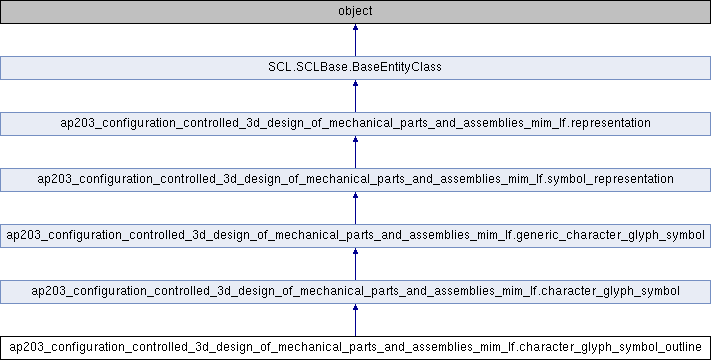 object
SCL.SCLBase.BaseEntityClass
ap203_configuration_controlled_3d_design_of_mechanical_parts_and_assemblies_mim_lf.representation
ap203_configuration_controlled_3d_design_of_mechanical_parts_and_assemblies_mim_lf.symbol_representation
ap203_configuration_controlled_3d_design_of_mechanical_parts_and_assemblies_mim_lf.generic_character_glyph_symbol
ap203_configuration_controlled_3d_design_of_mechanical_parts_and_assemblies_mim_lf.character_glyph_symbol
ap203_configuration_controlled_3d_design_of_mechanical_parts_and_assemblies_mim_lf.character_glyph_symbol_outline